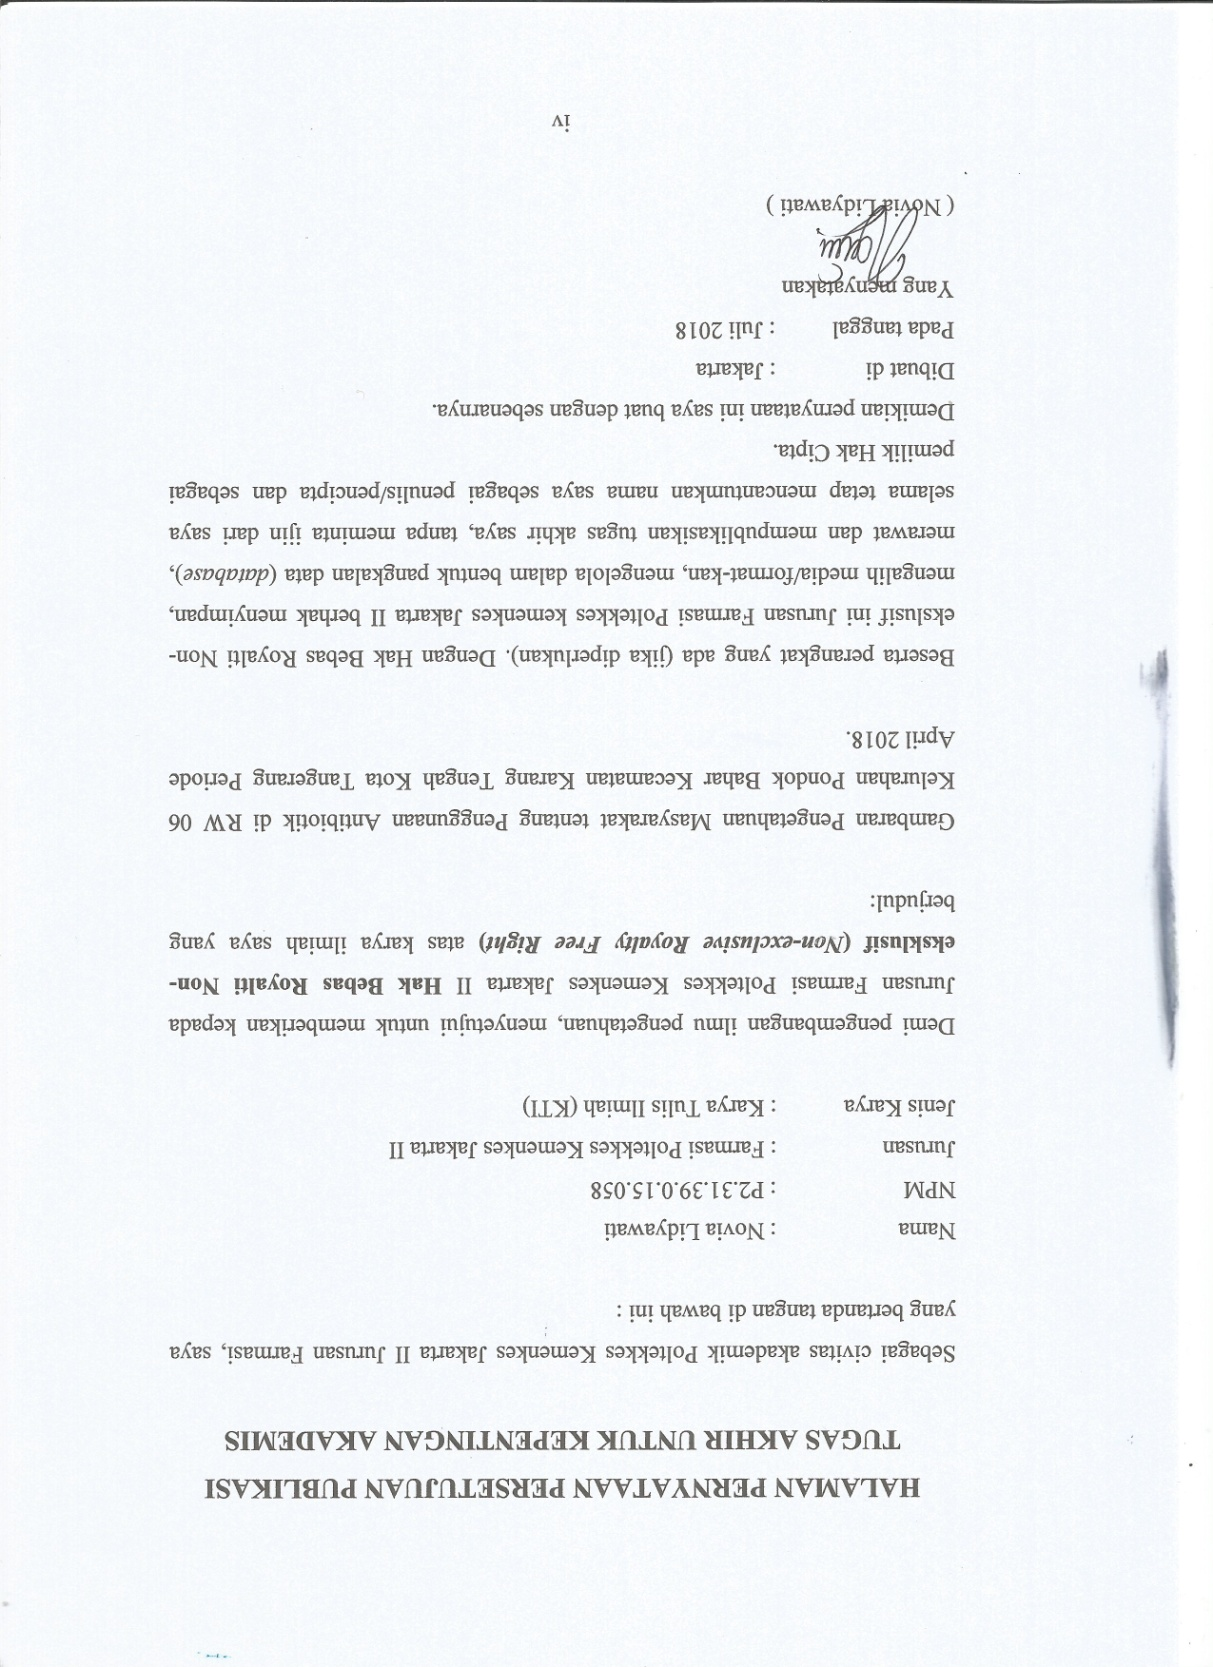 HALAMAN PERNYATAAN PERSETUJUAN PUBLIKASI
TUGAS AKHIR UNTUK KEPENTINGAN AKADEMIS
Sebagai civitas akademik Poltekkes Kemenkes Jakarta II Jurusan Farmasi, saya
yang bertanda tangan di bawah ini :
Nama : Novia Lidyawati
NPM : P2.31.39.0.15.058
Jurusan : Farmasi Poltekkes Kemenkes Jakarta II
Jenis Karya : Karya Tulis Ilmiah (KTI)
Demi pengembangan ilmu pengetahuan, menyetujui untuk memberikan kepada
Jurusan Farmasi Poltekkes Kemenkes Jakarta II Hak Bebas Royalti Non-
eksklusif (Non-exclusive Royalty Free Right) atas karya ilmiah saya yang
berjudul:
Gambaran Pengetahuan Masyarakat tentang Penggunaan Antibiotik di RW 06
Kelurahan Pondok Bahar Kecamatan Karang Tengah Kota Tangerang Periode
April 2018.
Beserta perangkat yang ada (jika diperlukan). Dengan Hak Bebas Royalti Non-
ekslusif ini Jurusan Farmasi Poltekkes kemenkes Jakarta II berhak menyimpan,
mengalih media/format-kan, mengelola dalam bentuk pangkalan data (database),
merawat dan mempublikasikan tugas akhir saya, tanpa meminta ijin dari saya
selama tetap mencantumkan nama saya sebagai penulis/pencipta dan sebagai
pemilik Hak Cipta.
Demikian pernyataan ini saya buat dengan sebenarnya.
Dibuat di : Jakarta
Pada tanggal : Juli 2018
Yang menyatakan
( Novia Lidyawati )
iv